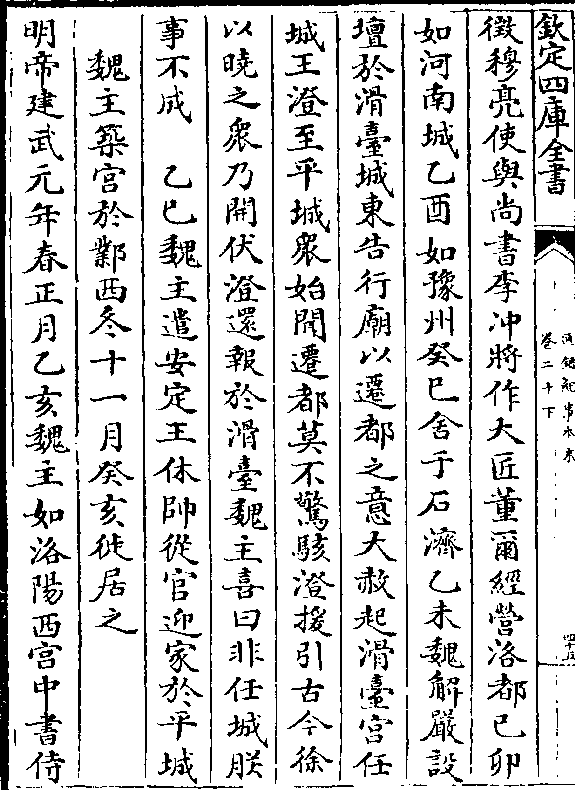 欽定四庫全書
通鑑紀事本末
卷二十下
徵穆亮使與尚書李冲將作大匠董爾經營洛都已卯
如河南城乙酉如豫州癸巳舍于石濟乙未魏解嚴設
壇於滑臺城東告行廟以遷都之意大赦起滑臺宫任
城王澄至平城衆始聞遷都莫不驚駭澄援引古今徐
以曉之衆乃開伏澄還報於滑臺魏主喜曰非任城朕
事不成　乙巳魏主遣安定王休帥從官迎家於平城
魏主築宫於鄴西冬十一月癸亥徙居之
明帝建武元年春正月乙亥魏主如洛陽西宫中書侍